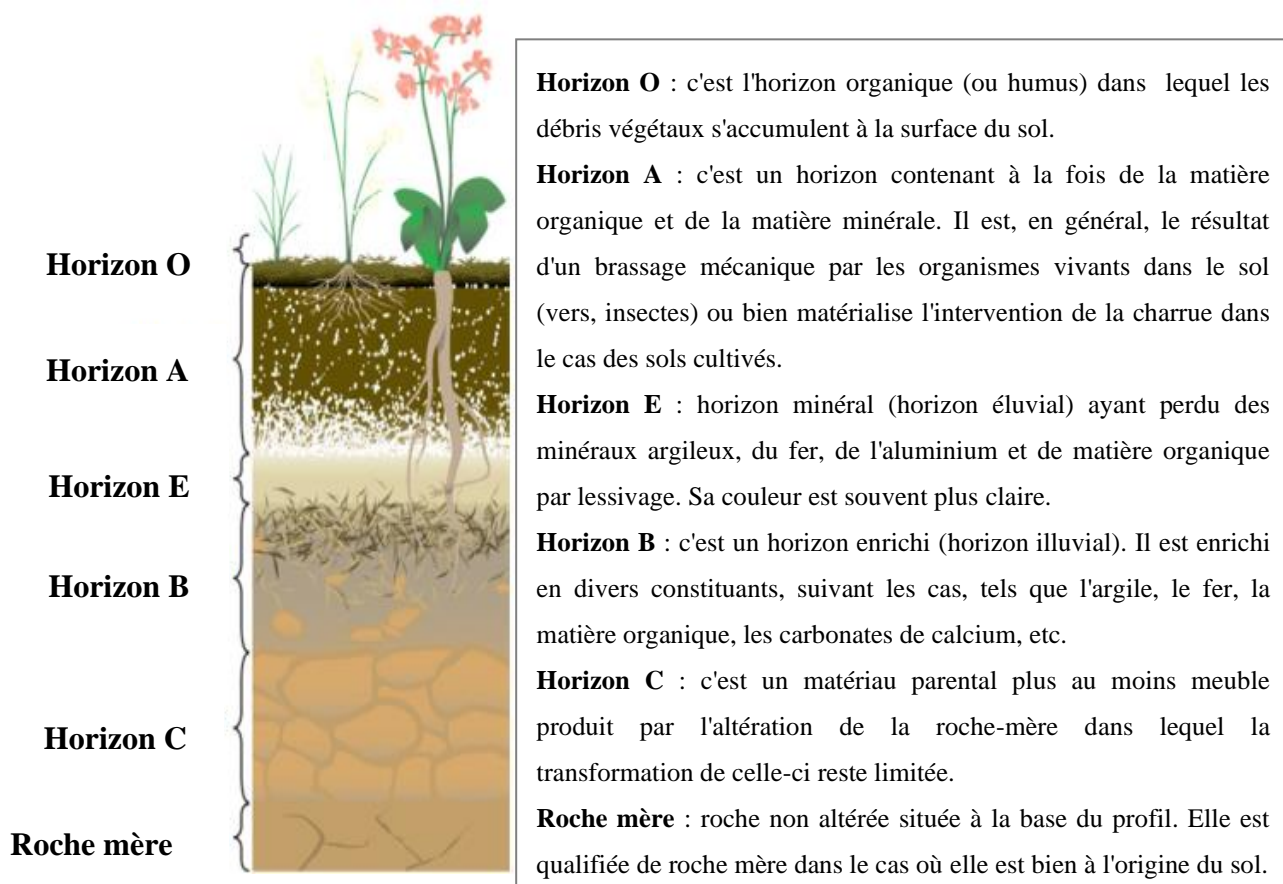 Horizon O
Horizon A
Horizon E
Horizon B
Horizon C
Roche mère
Horizon O : c'est l'horizon organique (ou humus) dans lequel les
débris végétaux s'accumulent à la surface du sol.
Horizon A : c'est un horizon contenant à la fois de la matière
organique et de la matière minérale. Il est, en général, le résultat
d'un brassage mécanique par les organismes vivants dans le sol
(vers, insectes) ou bien matérialise l'intervention de la charrue dans
le cas des sols cultivés.
Horizon E : horizon minéral (horizon éluvial) ayant perdu des
minéraux argileux, du fer, de l'aluminium et de matière organique
par lessivage. Sa couleur est souvent plus claire.
Horizon B : c'est un horizon enrichi (horizon illuvial). Il est enrichi
en divers constituants, suivant les cas, tels que l'argile, le fer, la
matière organique, les carbonates de calcium, etc.
Horizon C : c'est un matériau parental plus au moins meuble
produit par l'altération de la roche-mère dans lequel la
transformation de celle-ci reste limitée.
Roche mère : roche non altérée située à la base du profil. Elle est
qualifiée de roche mère dans le cas où elle est bien à l'origine du sol.